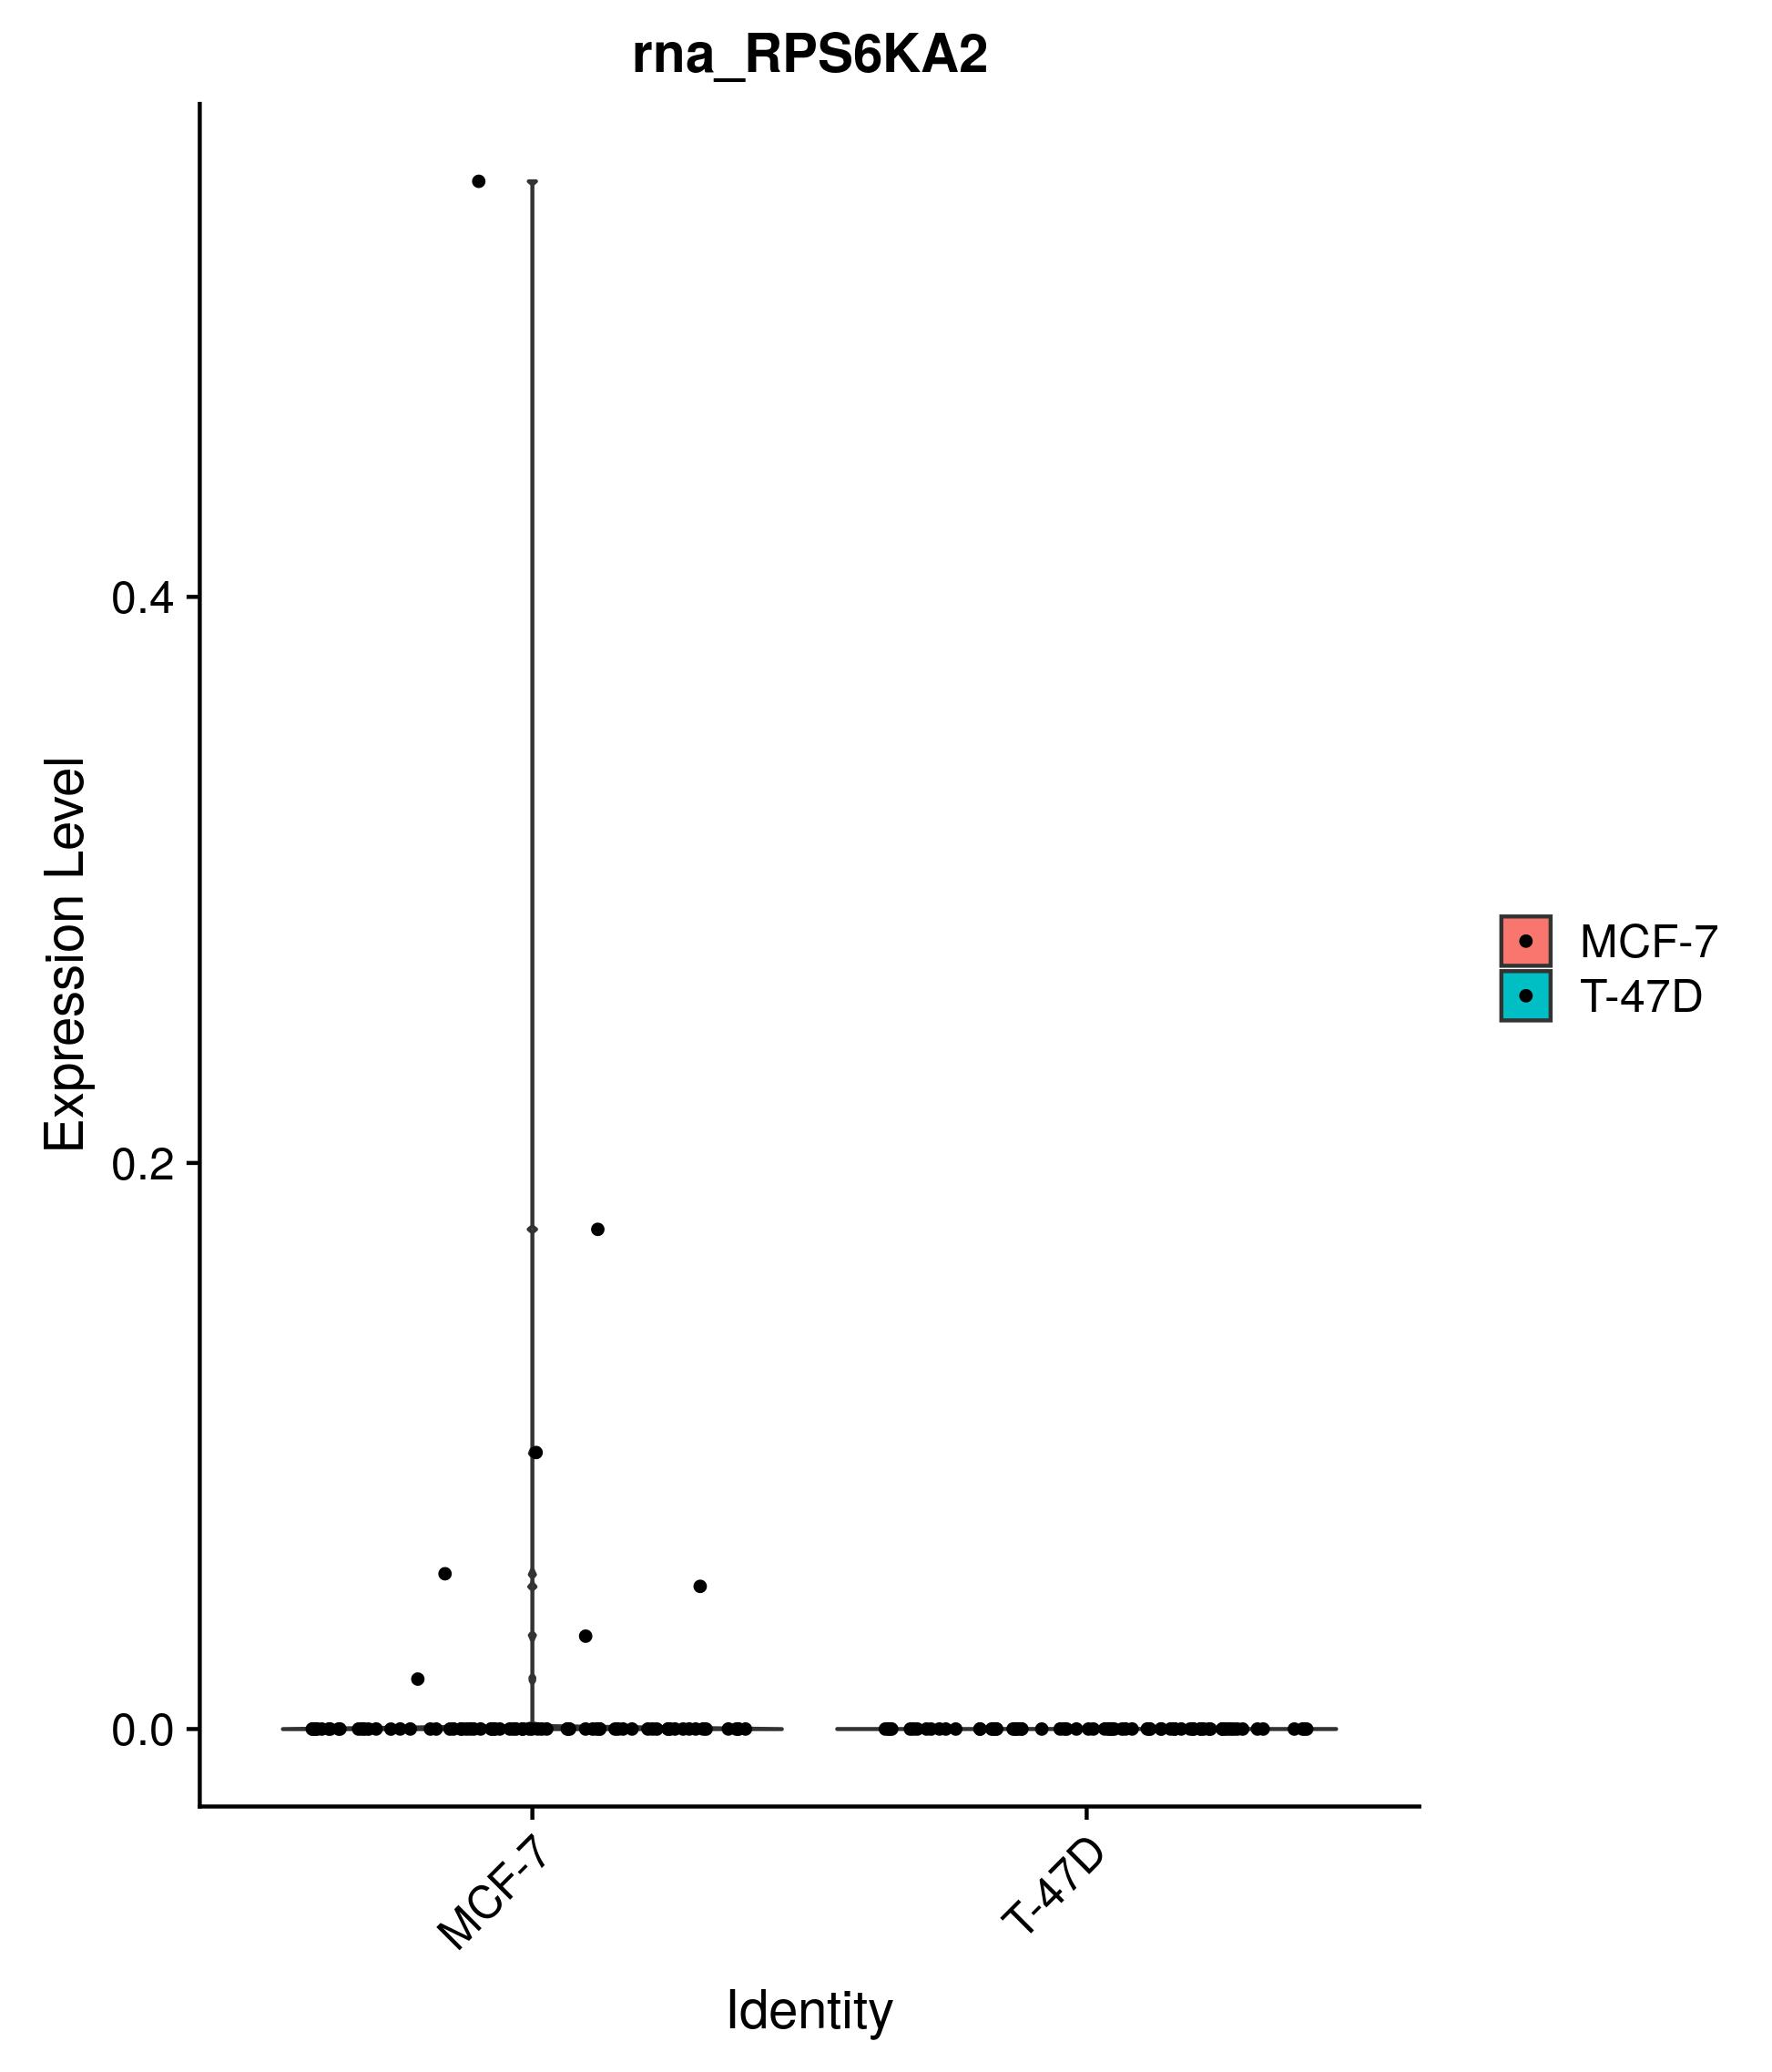 rna_RPS6KA2
Expression Level
0.4
0.2
0.0
MCF-7
T-47D
Identity
MCF-7
T-47D